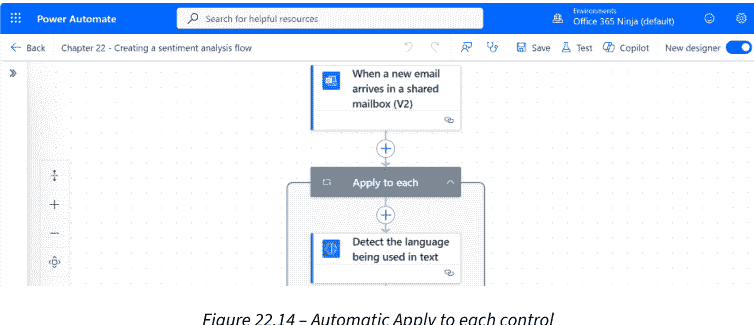 Power Automate
Search for helpful resources
Environments
Office 365 Ninja (default)
Back
Chapter 22 - Creating a sentiment analysis flow
Save
Test
Copilot
New designer
When a new email
arrives in a shared
mailbox (V2)
Apply to each
Detect the language
being used in text
Figure 22.14 – Automatic Apply to each control